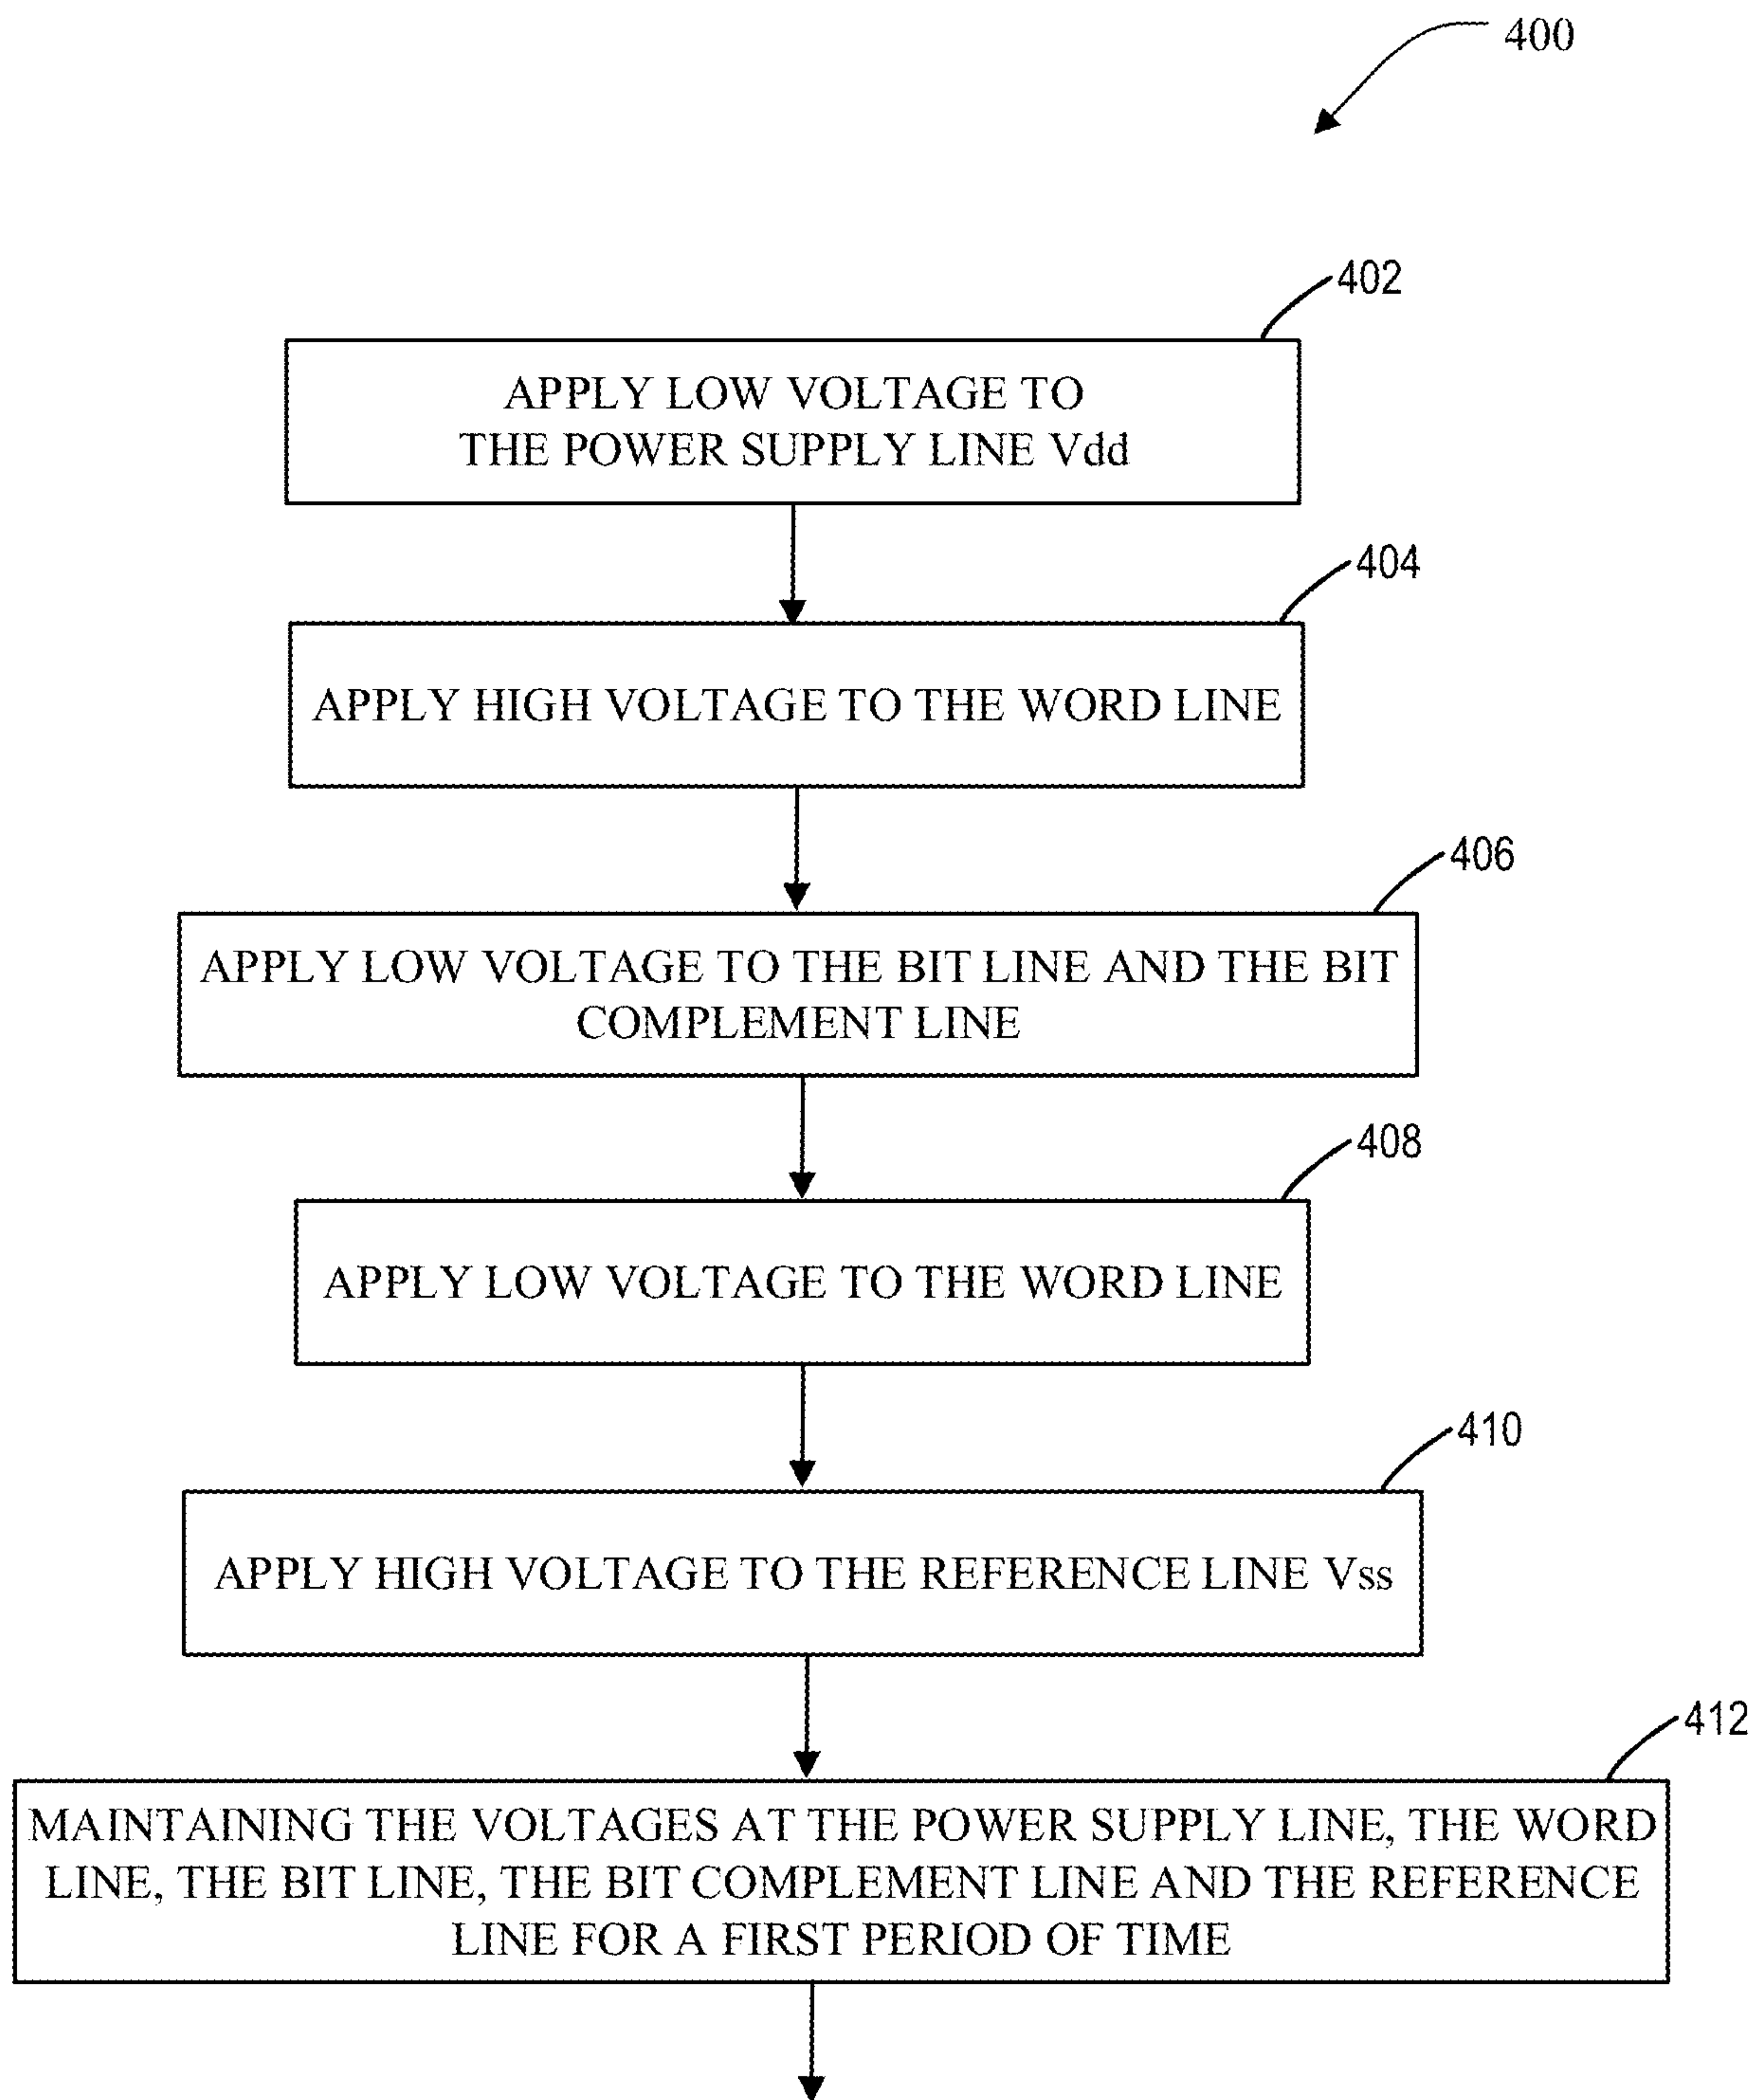 400
402
APPLY LOW VOLTAGE TO
THE POWER SUPPLY LINE Vdd
404
APPLY HIGH VOLTAGE TO THE WORD LINE
406
APPLY LOW VOLTAGE TO THE BIT LINE AND THE BIT
COMPLEMENT LINE
408
APPLY LOW VOLTAGE TO THE WORD LINE
410
APPLY HIGH VOLTAGE TO THE REFERENCE LINE Vss
412
MAINTAINING THE VOLTAGES AT THE POWER SUPPLY LINE, THE WORD
LINE, THE BIT LINE, THE BIT COMPLEMENT LINE AND THE REFERENCE
LINE FOR A FIRST PERIOD OF TIME